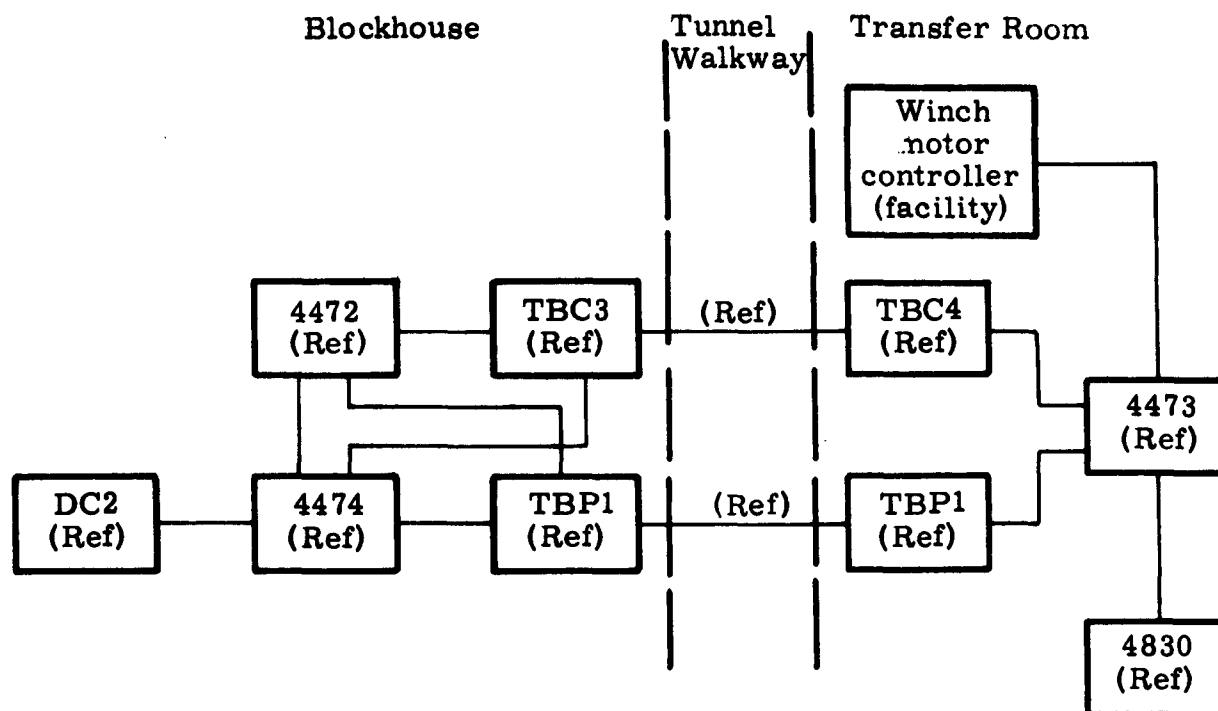 Blockhouse
Tunnel
Walkway
Transfer Room
Winch
motor
controller
(facility)
4472
(Ref)
TBC3
(Ref)
(Ref)
TBC4
(Ref)
4473
(Ref)
DC2
(Ref)
4474
(Ref)
TBP1
(Ref)
(Ref)
TBP1
(Ref)
4830
(Ref)